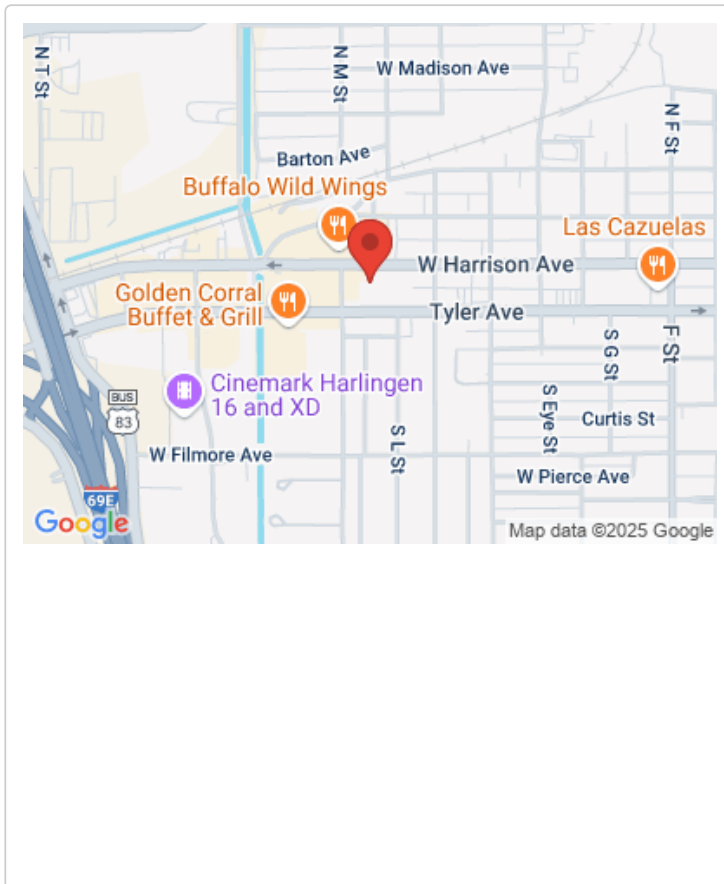 N T St
N M St
W Madison Ave
N F St
Barton Ave
Buffalo Wild Wings
Las Cazuelas
W Harrison Ave
Golden Corral
Buffet & Grill
Tyler Ave
S G St
F St
Cinemark Harlingen
16 and XD
BUS
83
S Eye St
Curtis St
S L St
W Filmore Ave
W Pierce Ave
69E
Google
Map data ©2025 Google